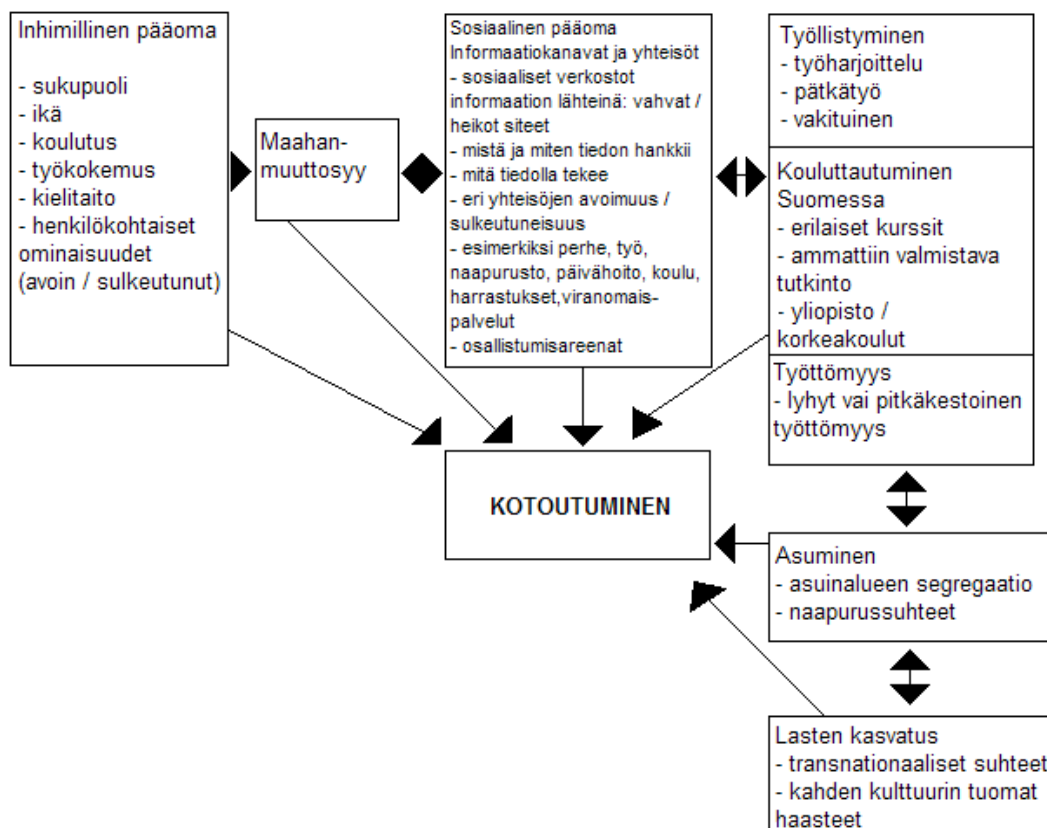 Inhimillinen pääoma
- sukupuoli
- ikä
- koulutus
- työkokemus
- kielitaito
- henkilökohtaiset
ominaisuudet
(avoin / sulkeutunut)
Maahan-
muuttosyy
Sosiaalinen pääoma
Informaatiokanavat ja yhteisöt
- sosiaaliset verkostot
informaation lähteinä: vahvat /
heikot siteet
- mistä ja miten tiedon hankkii
- mitä tiedolla tekee
- eri yhteisöjen avoimuus /
sulkeutuneisuus
- esimerkiksi perhe, työ,
naapurusto, päivähoito, koulu,
harrastukset,viranomais-
palvelut
- osallistumisareenat
Työllistyminen
- työharjoittelu
- pätkätyö
- vakituinen
Kouluttautuminen
Suomessa
- erilaiset kurssit
- ammattiin valmistava
tutkinto
- yliopisto /
korkeakoulut
Työttömyys
- lyhyt vai pitkäkestoinen
työttömyys
KOTOUTUMINEN
Asuminen
- asuinalueen segregaatio
- naapurussuhteet
Lasten kasvatus
- transnationaaliset suhteet
- kahden kulttuurin tuomat
haasteet